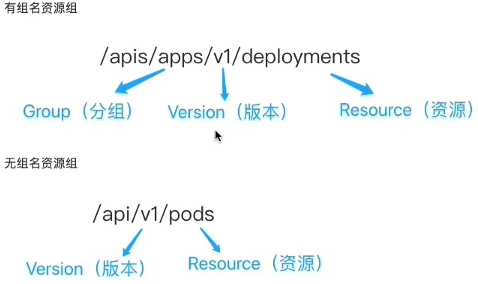 有组名资源组
/apis/apps/v1/deployments
Group（分组） Version（版本） Resource（资源）
无组名资源组
/api/v1/pods
Version（版本） Resource（资源）